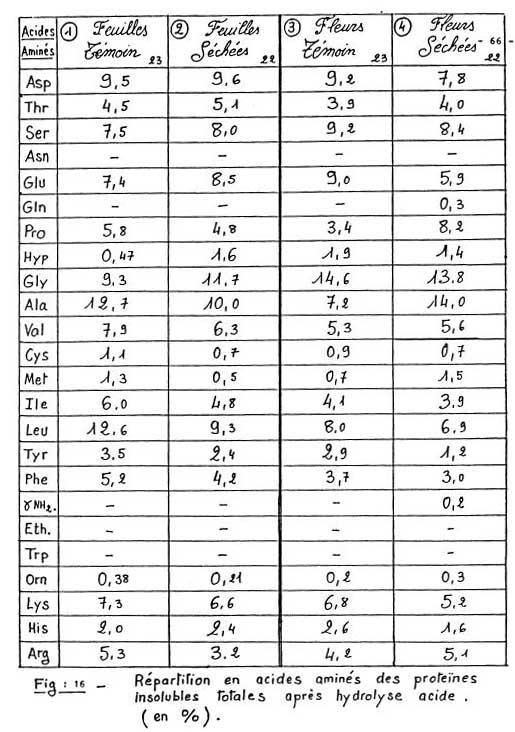 Acides Aminés ① Feuilles Témoin 23 ② Feuilles Séchées 22 ③ Fleurs Témoin 23 ④ Fleurs Séchées 22 - 66 -
Asp 9,5 9,6 9,2 7,8
Thr 4,5 5,1 3,9 4,0
Ser 7,5 8,0 9,2 8,4
Asn – – – –
Glu 7,4 8,5 9,0 5,9
Gln – – – 0,3
Pro 5,8 4,8 3,4 8,2
Hyp 0,47 1,6 1,9 1,4
Gly 9,3 11,7 14,6 13.8
Ala 12,7 10,0 7,2 14,0
Val 7,9 6,3 5,3 5,6
Cys 1,1 0,7 0,9 0,7
Met 1,3 0,5 0,7 1,5
Ile 6.0 4,8 4,1 3,9
Leu 12,6 9,3 8.0 6,9
Tyr 3,5 2,4 2,9 1,2
Phe 5,2 4,2 3,7 3,0
γNH2. – – – 0,2
Eth. – – – –
Trp – – – –
Orn 0,38 0,21 0,2 0,3
Lys 7,3 6,6 6,8 5,2
His 2,0 2,4 2,6 1,6
Arg 5,3 3.2 4,2 5,1
Fig : 16 – Répartition en acides aminés des protéines
insolubles totales après hydrolyse acide .
(en %) .